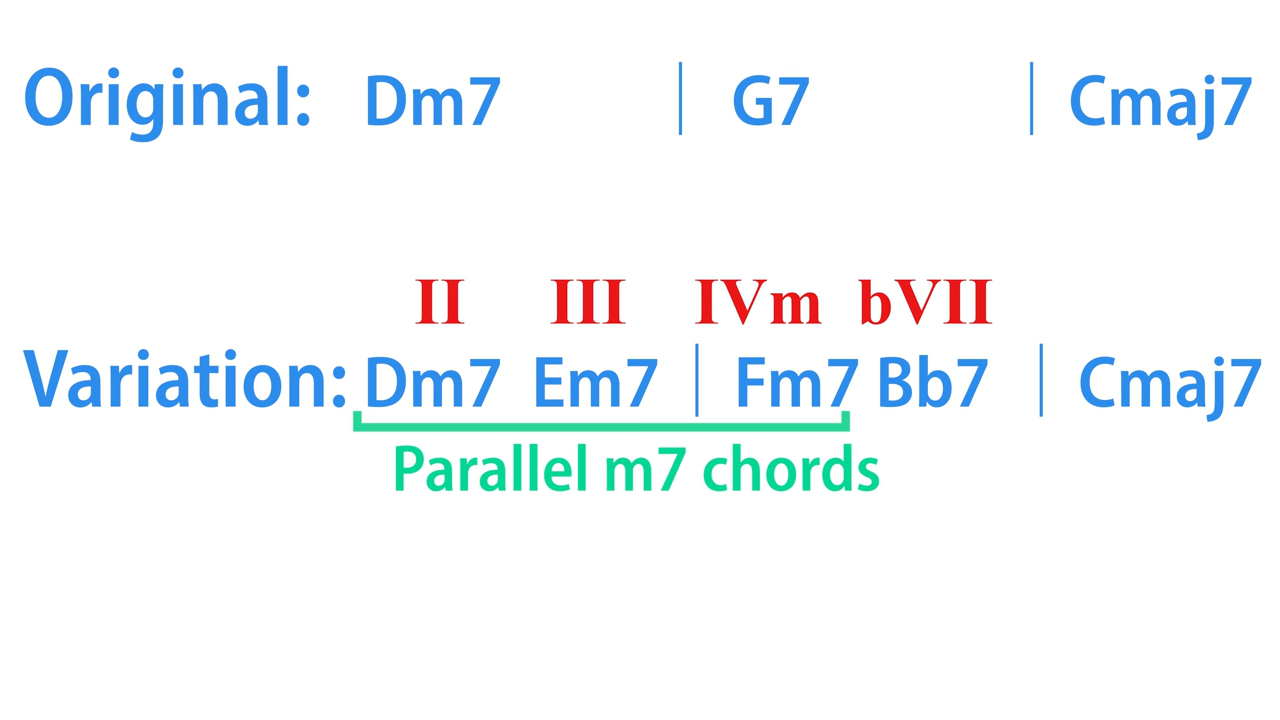 Original: Dm7 | G7 | Cmaj7
II III IVm bVII
Variation: Dm7 Em7 | Fm7 Bb7 | Cmaj7
Parallel m7 chords